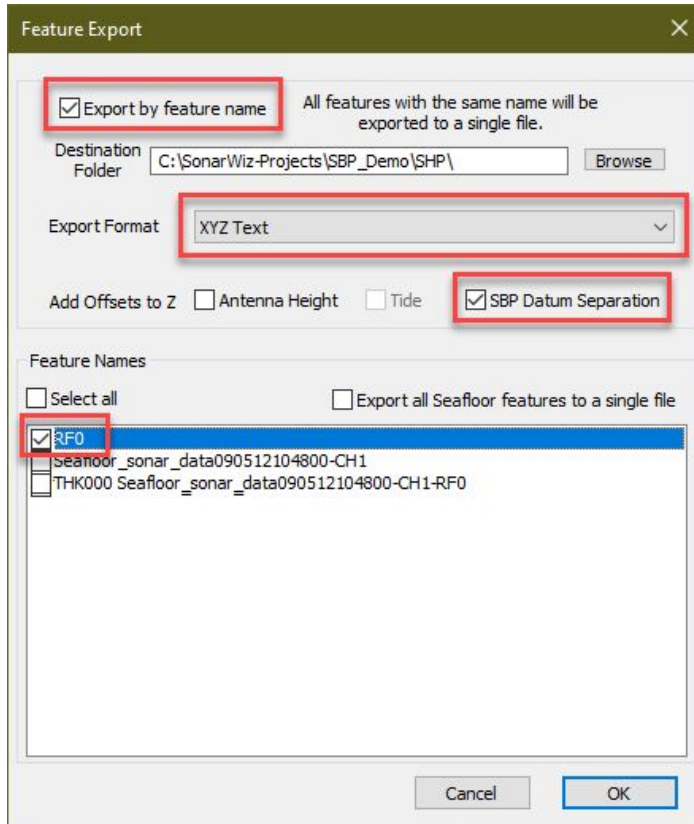 Feature Export
Export by feature name
All features with the same name will be
exported to a single file.
Destination
Folder
C:\SonarWiz-Projects\SBP_Demo\SHP\
Browse
Export Format
XYZ Text
Add Offsets to Z
Antenna Height
Tide
SBP Datum Separation
Feature Names
Select all
Export all Seafloor features to a single file
RF0
Seafloor_sonar_data090512104800-CH1
THK000 Seafloor_sonar_data090512104800-CH1-RF0
Cancel
OK